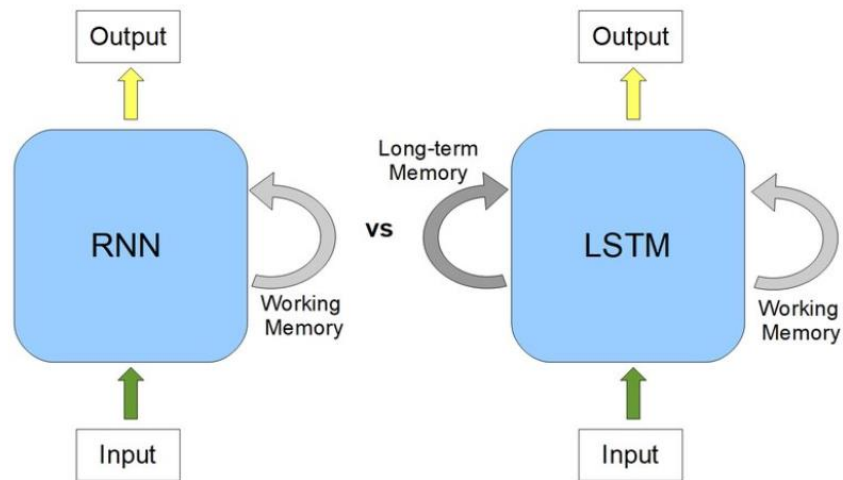 Output
RNN
Working
Memory
Input
vs
Output
Long-term
Memory
LSTM
Working
Memory
Input